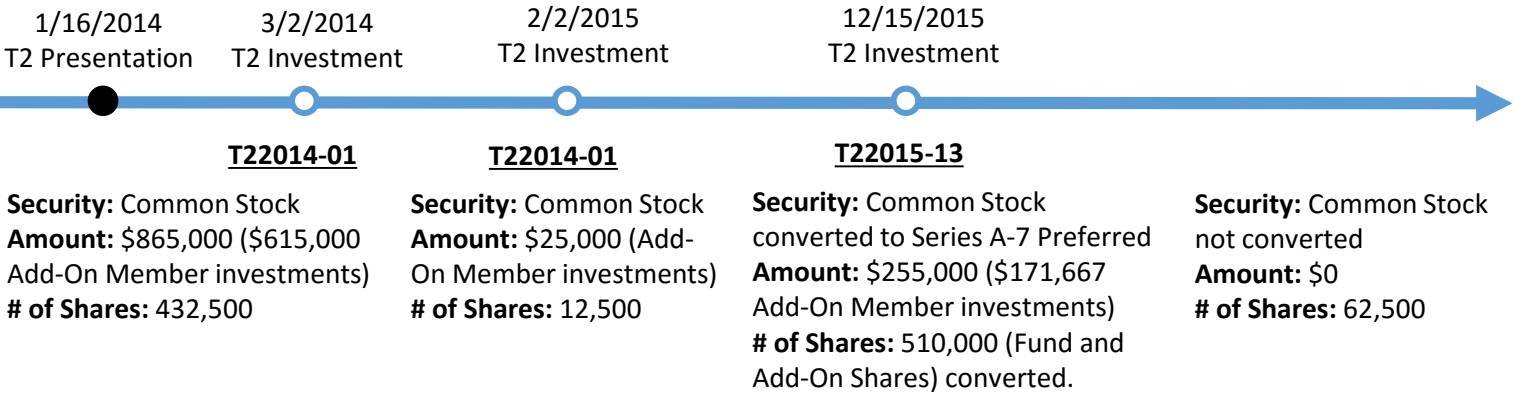 1/16/2014
T2 Presentation
3/2/2014
T2 Investment
2/2/2015
T2 Investment
12/15/2015
T2 Investment
T22014-01
Security: Common Stock
Amount: $865,000 ($615,000
Add-On Member investments)
# of Shares: 432,500
T22014-01
Security: Common Stock
Amount: $25,000 (Add-
On Member investments)
# of Shares: 12,500
T22015-13
Security: Common Stock
converted to Series A-7 Preferred
Amount: $255,000 ($171,667
Add-On Member investments)
# of Shares: 510,000 (Fund and
Add-On Shares) converted.
Security: Common Stock
not converted
Amount: $0
# of Shares: 62,500